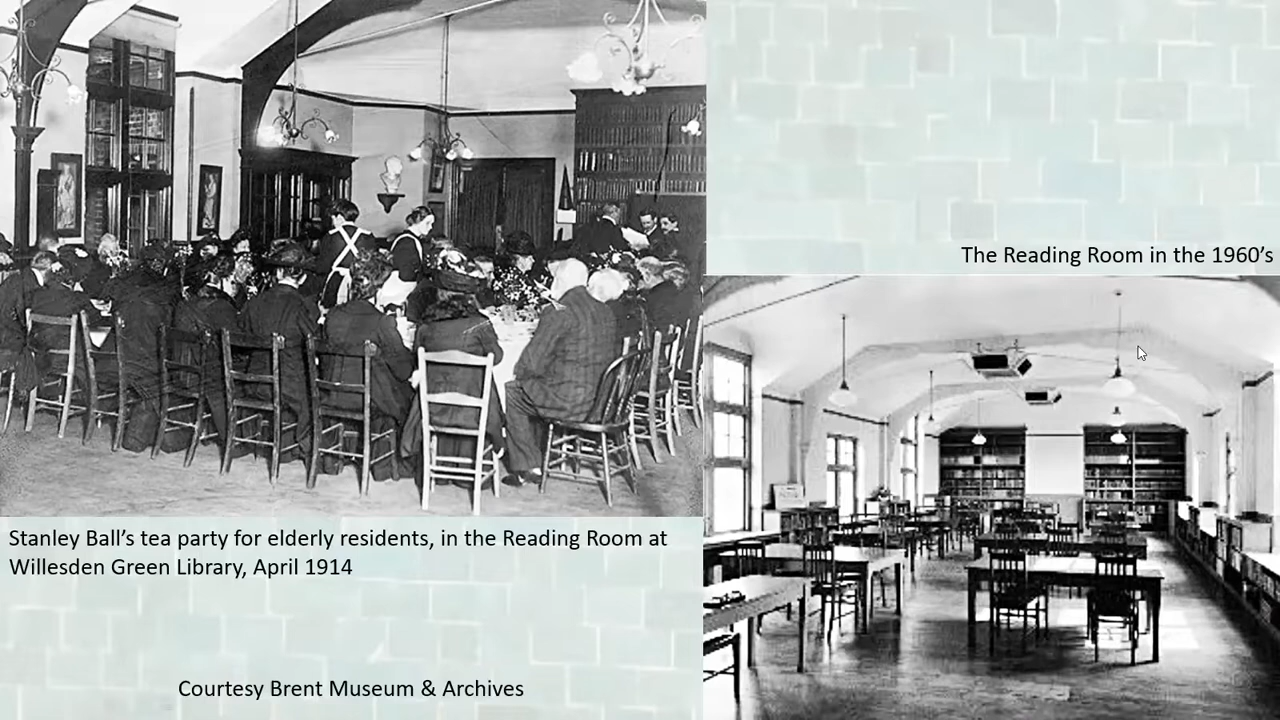 The Reading Room in the 1960’s
Stanley Ball’s tea party for elderly residents, in the Reading Room at
Willesden Green Library, April 1914
Courtesy Brent Museum & Archives